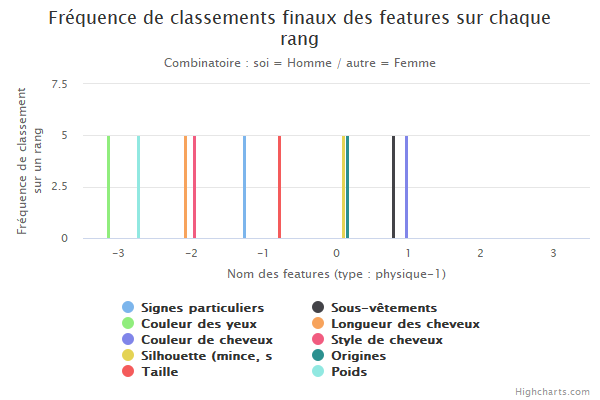 Fréquence de classements finaux des features sur chaque
rang
Combinatoire : soi = Homme / autre = Femme
Fréquence de classement
sur un rang
7.5
5
2.5
0
-3
-2
-1
0
1
2
3
Nom des features (type : physique-1)
Signes particuliers
Sous-vêtements
Couleur des yeux
Longueur des cheveux
Couleur de cheveux
Style de cheveux
Silhouette (mince, s
Origines
Taille
Poids
Highcharts.com